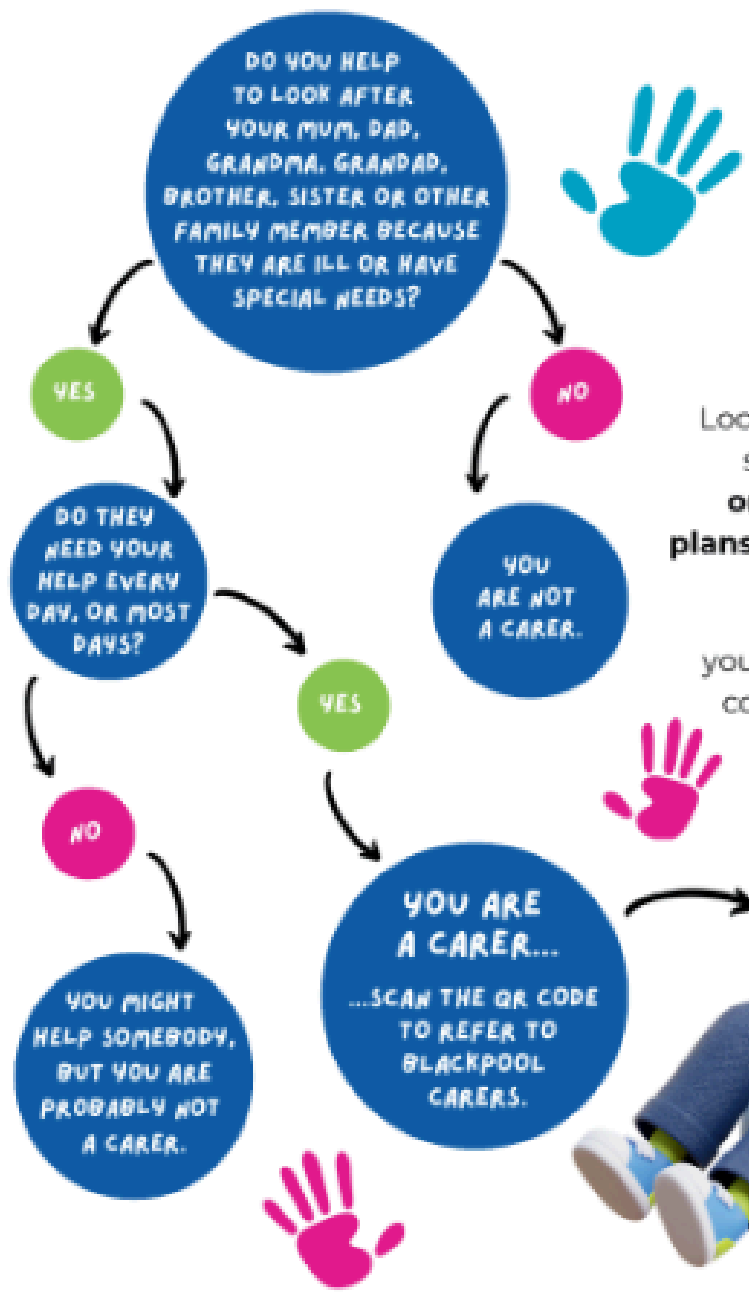 DO YOU HELP
TO LOOK AFTER
YOUR MUM, DAD,
GRANDMA, GRANDAD,
BROTHER, SISTER OR OTHER
FAMILY MEMBER BECAUSE
THEY ARE ILL OR HAVE
SPECIAL NEEDS?
YES
NO
DO THEY
NEED YOUR
HELP EVERY
DAY, OR MOST
DAYS?
YOU
ARE NOT
A CARER.
YES
NO
YOU ARE
A CARER...
...SCAN THE QR CODE
TO REFER TO
BLACKPOOL
CARERS.
YOU MIGHT
HELP SOMEBODY,
BUT YOU ARE
PROBABLY NOT
A CARER.
plans
you